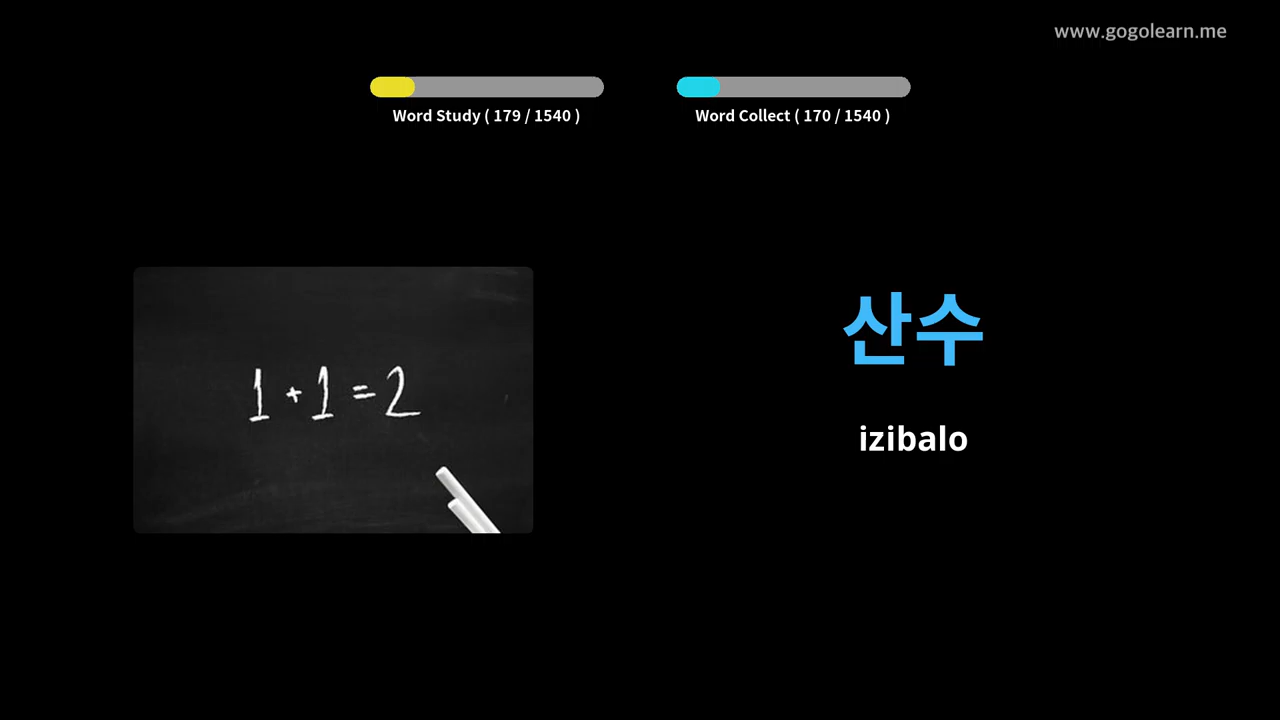 www.gogolearn.me
Word Study ( 179 / 1540 )
Word Collect ( 170 / 1540 )
1 + 1 = 2
산수
izibalo